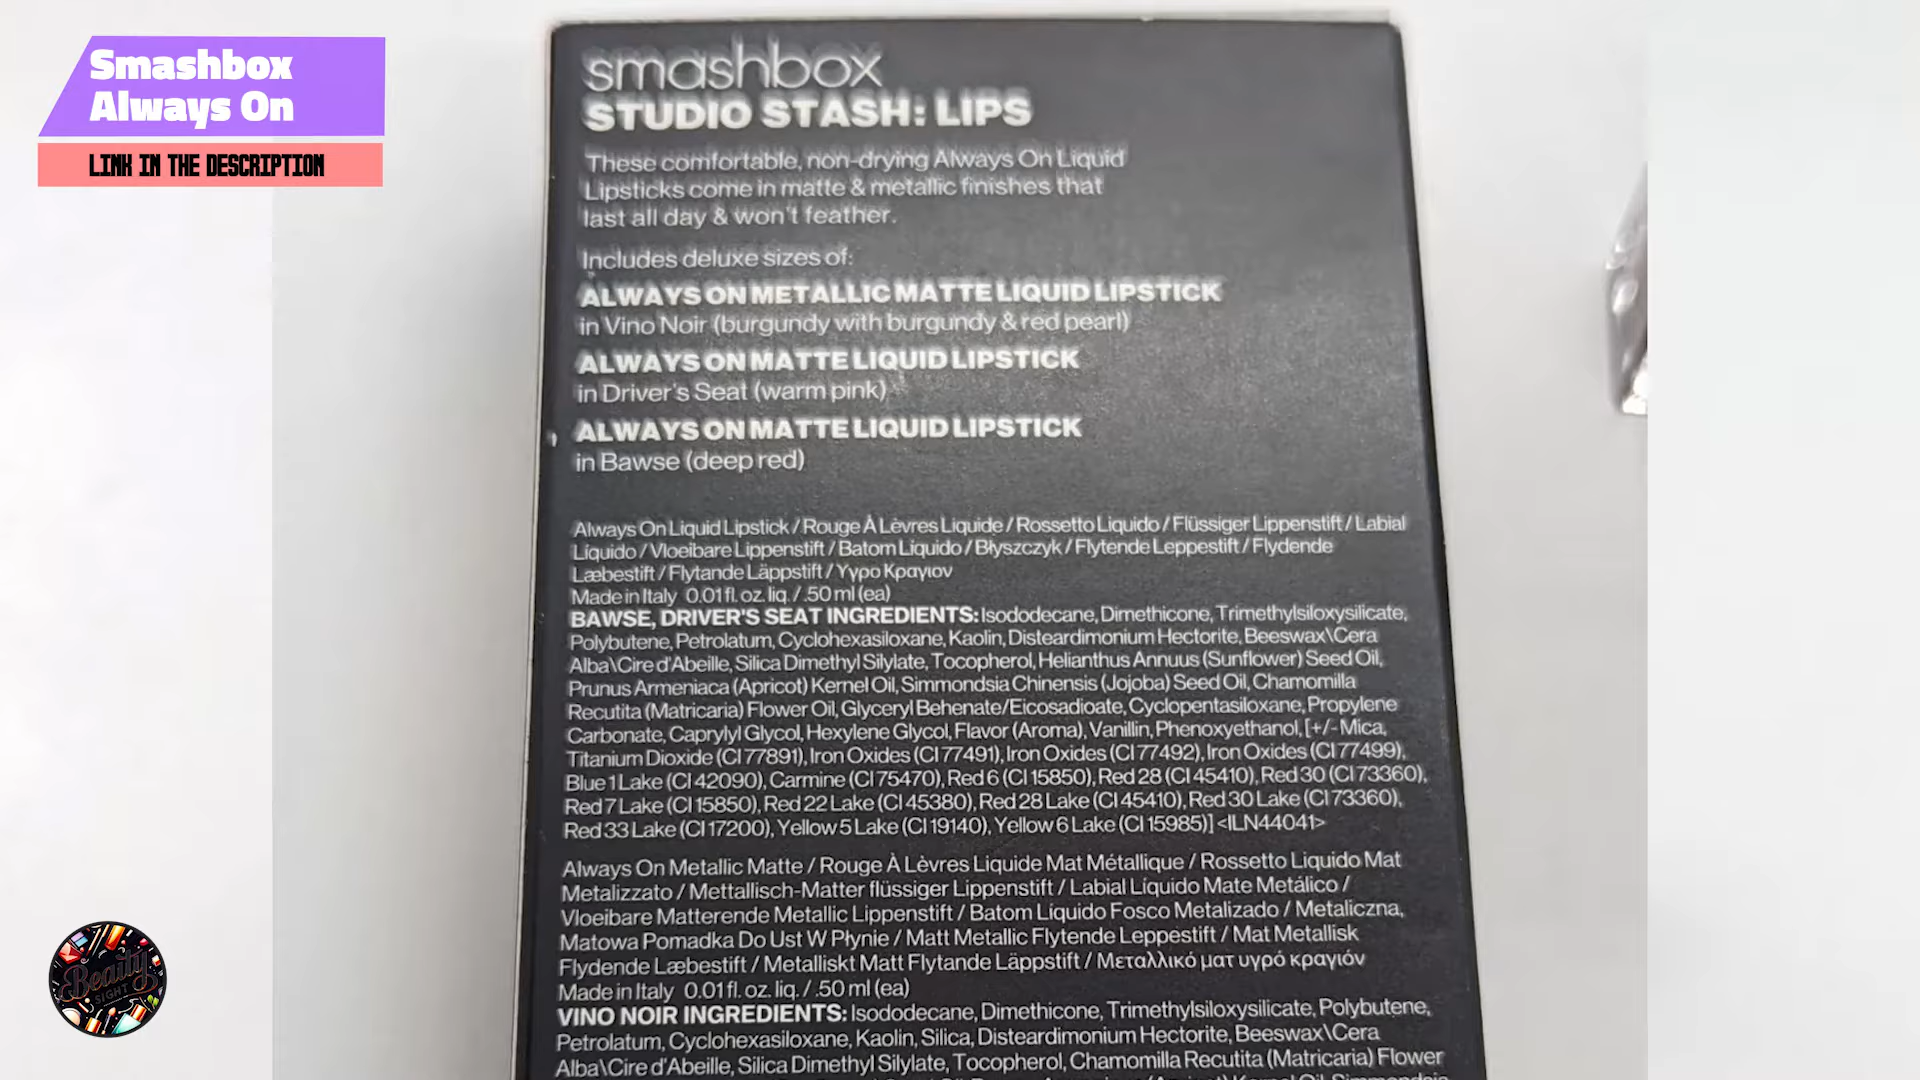 Smashbox
Always On
LINK IN THE DESCRIPTION
smashbox
STUDIO STASH: LIPS
These comfortable, non-drying Always On Liquid
Lipsticks come in matte & metallic finishes that
last all day & won't feather.
Includes deluxe sizes of:
ALWAYS ON METALLIC MATTE LIQUID LIPSTICK
in Vino Noir (burgundy with burgundy & red pearl)
ALWAYS ON MATTE LIQUID LIPSTICK
in Driver's Seat (warm pink)
ALWAYS ON MATTE LIQUID LIPSTICK
in Bawse (deep red)
Always On Liquid Lipstick / Rouge À Lèvres Liquide / Rossetto Liquido / Flüssiger Lippenstift / Labial
Líquido / Vloeibare Lippenstift / Batom Líquido / Błyszczyk / Flytende Leppestift / Flydende
Læbestift / Flytande Läppstift / Υγρο Κραγιον
Made in Italy 0.01 fl. oz. liq. / .50 ml (ea)
BAWSE, DRIVER'S SEAT INGREDIENTS: Isododecane, Dimethicone, Trimethylsiloxysilicate,
Polybutene, Petrolatum, Cyclohexasiloxane, Kaolin, Disteardimonium Hectorite, Beeswax\Cera
Alba\Cire d'Abeille, Silica Dimethyl Silylate, Tocopherol, Helianthus Annuus (Sunflower) Seed Oil,
Prunus Armeniaca (Apricot) Kernel Oil, Simmondsia Chinensis (Jojoba) Seed Oil, Chamomilla
Recutita (Matricaria) Flower Oil, Glyceryl Behenate/Eicosadioate, Cyclopentasiloxane, Propylene
Carbonate, Caprylyl Glycol, Hexylene Glycol, Flavor (Aroma), Vanillin, Phenoxyethanol, [+/- Mica,
Titanium Dioxide (CI 77891), Iron Oxides (CI 77491), Iron Oxides (CI 77492), Iron Oxides (CI 77499),
Blue 1 Lake (CI 42090), Carmine (CI 75470), Red 6 (CI 15850), Red 28 (CI 45410), Red 30 (CI 73360),
Red 7 Lake (CI 15850), Red 22 Lake (CI 45380), Red 28 Lake (CI 45410), Red 30 Lake (CI 73360),
Red 33 Lake (CI 17200), Yellow 5 Lake (CI 19140), Yellow 6 Lake (CI 15985)] <ILN44041>
Always On Metallic Matte / Rouge À Lèvres Liquide Mat Métallique / Rossetto Liquido Mat
Metalizzato / Mettallisch-Matter flüssiger Lippenstift / Labial Líquido Mate Metálico /
Vloeibare Matterende Metallic Lippenstift / Batom Líquido Fosco Metalizado / Metaliczna,
Matowa Pomadka Do Ust W Płynie / Matt Metallic Flytende Leppestift / Mat Metallisk
Flydende Læbestift / Metalliskt Matt Flytande Läppstift / Μεταλλικό ματ υγρό κραγιόν
Made in Italy 0.01 fl. oz. liq. / .50 ml (ea)
VINO NOIR INGREDIENTS: Isododecane, Dimethicone, Trimethylsiloxysilicate, Polybutene,
Petrolatum, Cyclohexasiloxane, Kaolin, Silica, Disteardimonium Hectorite, Beeswax\Cera
Alba\Cire d'Abeille, Silica Dimethyl Silylate, Tocopherol, Chamomilla Recutita (Matricaria) Flower
Beauty
SIGHT